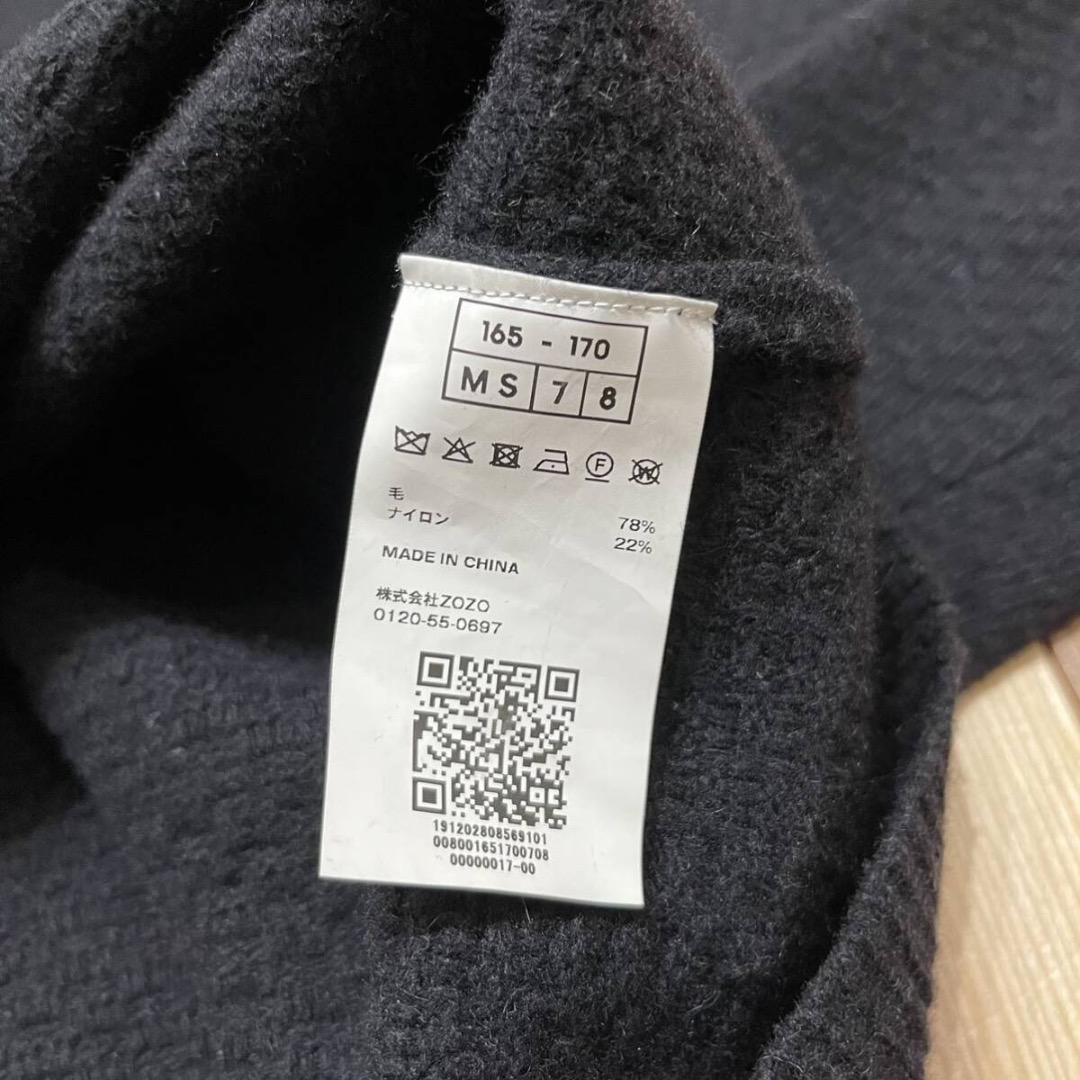 165 - 170
MS 7 8
F W
毛 78%
ナイロン 22%
MADE IN CHINA
株式会社ZOZO
0120-55-0697
191202808569101
008001651700708
00000017-00